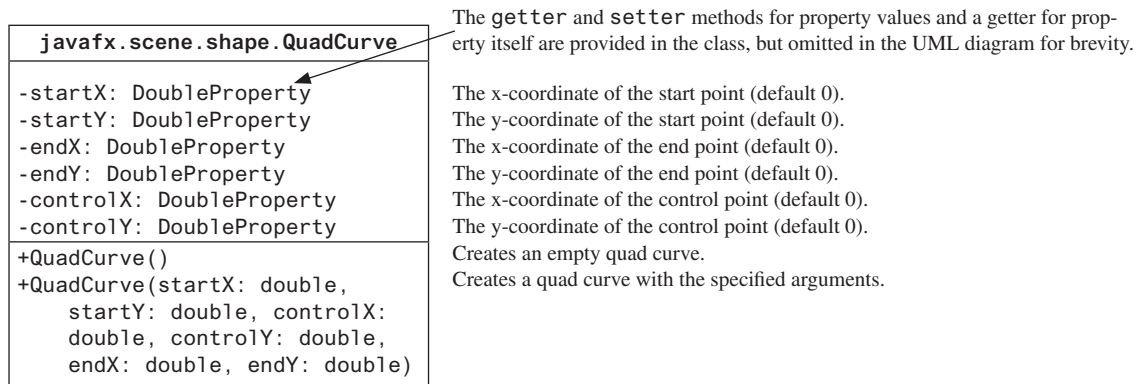 The getter and setter methods for property values and a getter for prop-
erty itself are provided in the class, but omitted in the UML diagram for brevity.
javafx.scene.shape.QuadCurve
-startX: DoubleProperty
The x-coordinate of the start point (default 0).
-startY: DoubleProperty
The y-coordinate of the start point (default 0).
-endX: DoubleProperty
The x-coordinate of the end point (default 0).
-endY: DoubleProperty
The y-coordinate of the end point (default 0).
-controlX: DoubleProperty
The x-coordinate of the control point (default 0).
-controlY: DoubleProperty
The y-coordinate of the control point (default 0).
+QuadCurve()
Creates an empty quad curve.
+QuadCurve(startX: double,
Creates a quad curve with the specified arguments.
startY: double, controlX:
double, controlY: double,
endX: double, endY: double)